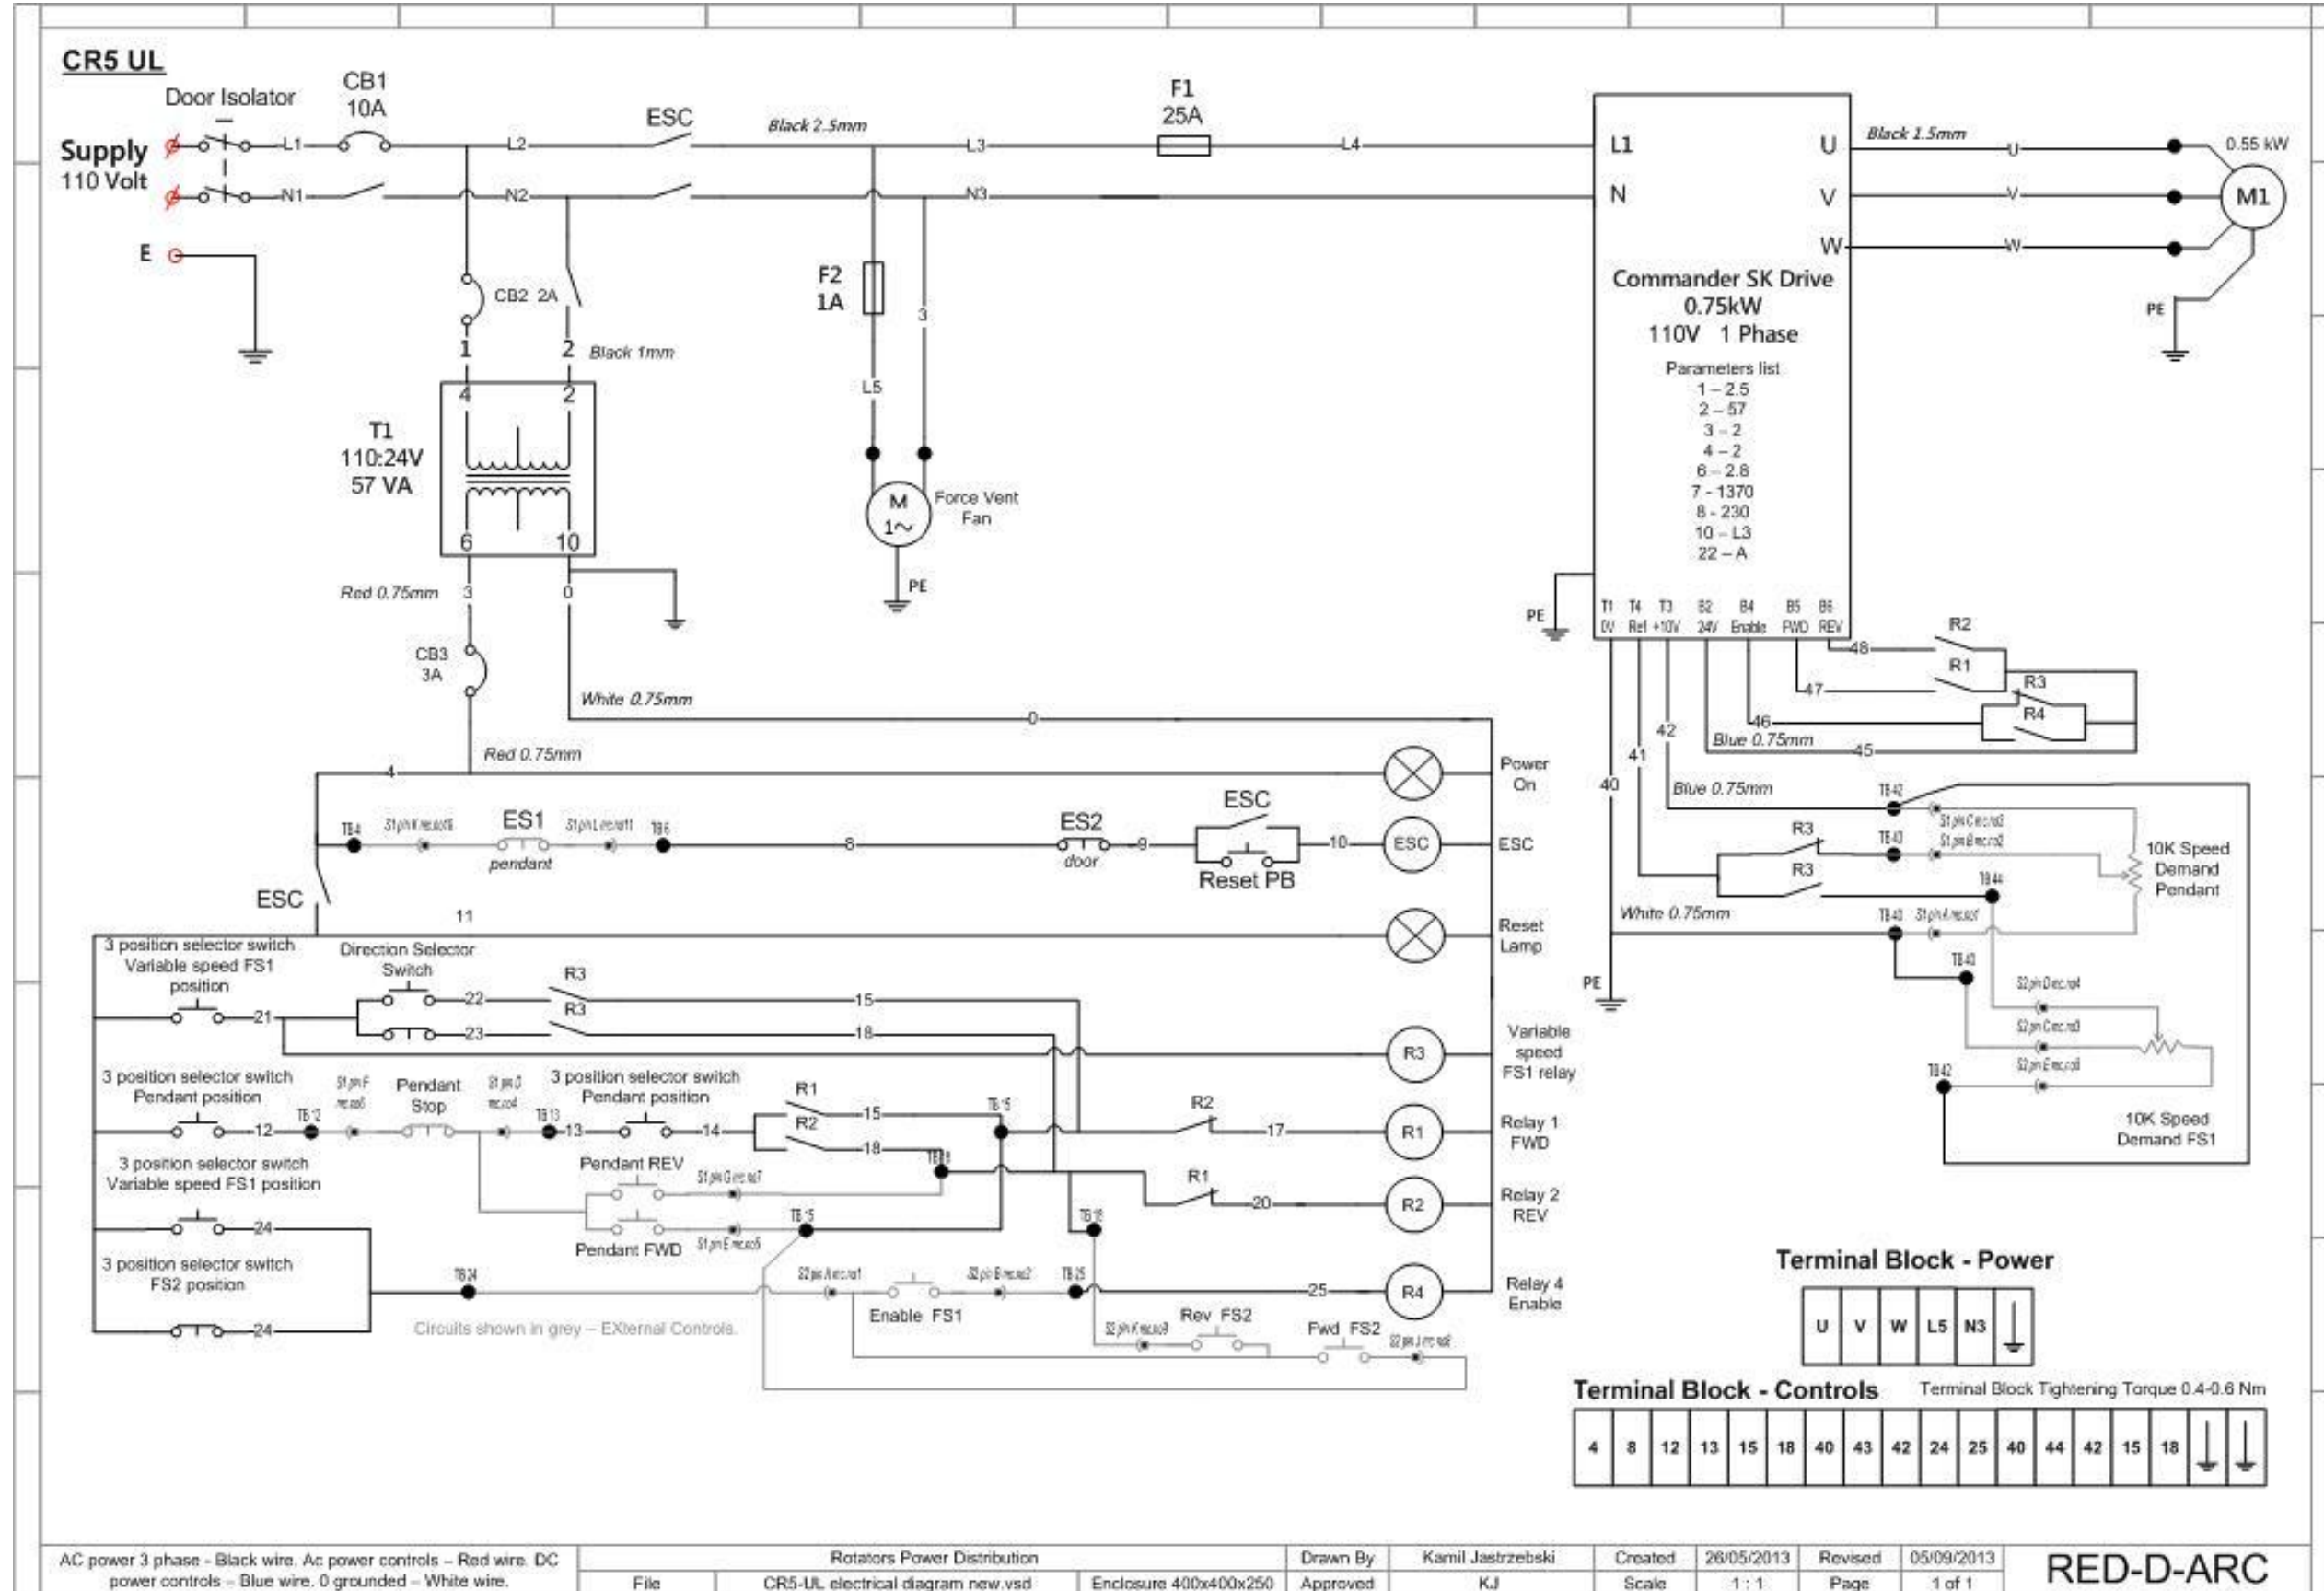 CR5 UL
Door Isolator
CB1
10A
Supply
110 Volt
L1
L2
ESC
Black 2.5mm
L3
F1
25A
L4
N1
N2
N3
E
CB2 2A
1
2
Black 1mm
4
2
T1
110:24V
57 VA
6
10
Red 0.75mm
3
0
CB3
3A
White 0.75mm
0
F2
1A
3
L5
M
1~
Force Vent
Fan
PE
L1
N
U
V
W
Commander SK Drive
0.75kW
110V 1 Phase
Parameters list
1 – 2.5
2 – 57
3 – 2
4 – 2
6 – 2.8
7 - 1370
8 - 230
10 – L3
22 – A
PE
T1 T4 T3 B2 B4 B5 B6
0V Ref +10V 24V Enable FWD REV
Black 1.5mm
U
V
W
0.55 kW
M1
PE
48
R2
47
R1
R3
46
R4
Blue 0.75mm
45
42
41
40
Blue 0.75mm
TB42
R3
TB43
R3
TB44
White 0.75mm
TB40
TB40
PE
10K Speed
Demand
Pendant
TB42
10K Speed
Demand FS1
Red 0.75mm
4
Power
On
TB4
ES1
pendant
TB6
8
ES2
door
9
ESC
Reset PB
10
ESC
ESC
ESC
11
Reset
Lamp
3 position selector switch
Variable speed FS1
position
21
Direction Selector
Switch
22
23
R3
R3
15
18
R3
Variable
speed
FS1 relay
3 position selector switch
Pendant position
12
TB12
Pendant
Stop
TB13
13
3 position selector switch
Pendant position
14
R1
R2
15
18
TB15
TB18
R2
17
R1
Relay 1
FWD
3 position selector switch
Variable speed FS1 position
24
Pendant REV
Pendant FWD
TB15
TB18
R1
20
R2
Relay 2
REV
3 position selector switch
FS2 position
24
TB24
Enable FS1
TB25
25
R4
Relay 4
Enable
Circuits shown in grey – EXternal Controls.
Rev FS2
Fwd FS2
Terminal Block - Power
U V W L5 N3
Terminal Block - Controls
Terminal Block Tightening Torque 0.4-0.6 Nm
4 8 12 13 15 18 40 43 42 24 25 40 44 42 15 18
AC power 3 phase - Black wire. Ac power controls – Red wire. DC
power controls – Blue wire. 0 grounded – White wire.
Rotators Power Distribution
File
CR5-UL electrical diagram new.vsd
Enclosure 400x400x250
Drawn By
Kamil Jastrzebski
Approved
KJ
Created
26/05/2013
Revised
05/09/2013
Scale
1 : 1
Page
1 of 1
RED-D-ARC